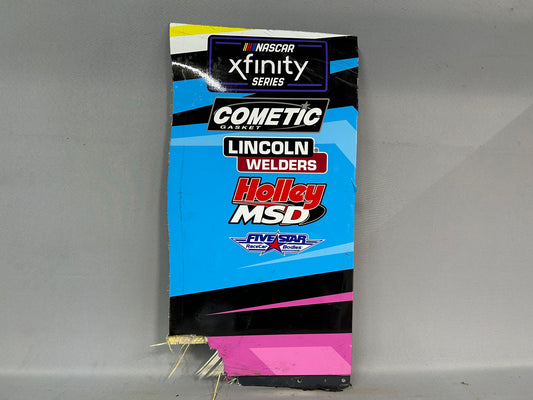 NASCAR
xfinity
SERIES
COMETIC
GASKET
LINCOLN
WELDERS
Holley
MSD
FIVE STAR
RaceCar Bodies